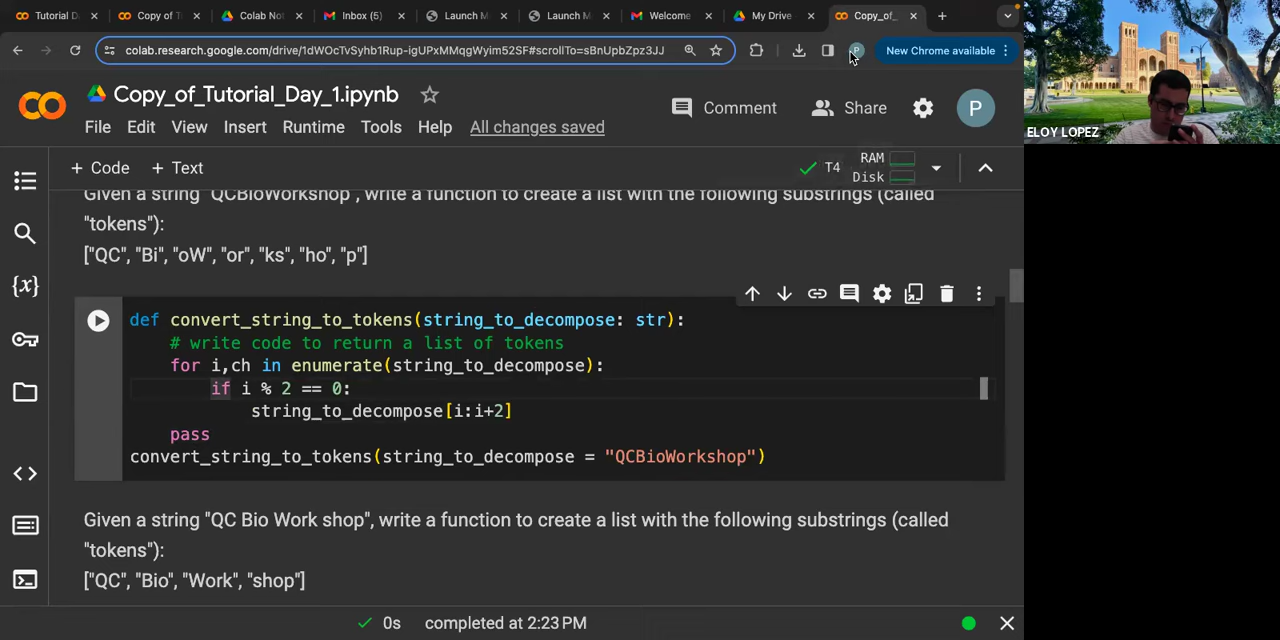 Tutorial D
Copy of T
Colab Not
Inbox (5)
Launch M
Launch M
Welcome
My Drive
Copy_of_
colab.research.google.com/drive/1dWOcTvSyhb1Rup-igUPxMMqgWyim52SF#scrollTo=sBnUpbZpz3JJ
P
New Chrome available
Copy_of_Tutorial_Day_1.ipynb
Comment
Share
P
File Edit View Insert Runtime Tools Help All changes saved
+ Code + Text
T4
RAM
Disk
Given a string "QCBioWorkshop", write a function to create a list with the following substrings (called
"tokens"):
["QC", "Bi", "oW", "or", "ks", "ho", "p"]
def convert_string_to_tokens(string_to_decompose: str):
# write code to return a list of tokens
for i,ch in enumerate(string_to_decompose):
if i % 2 == 0:
string_to_decompose[i:i+2]
pass
convert_string_to_tokens(string_to_decompose = "QCBioWorkshop")
Given a string "QC Bio Work shop", write a function to create a list with the following substrings (called
"tokens"):
["QC", "Bio", "Work", "shop"]
0s completed at 2:23 PM
ELOY LOPEZ